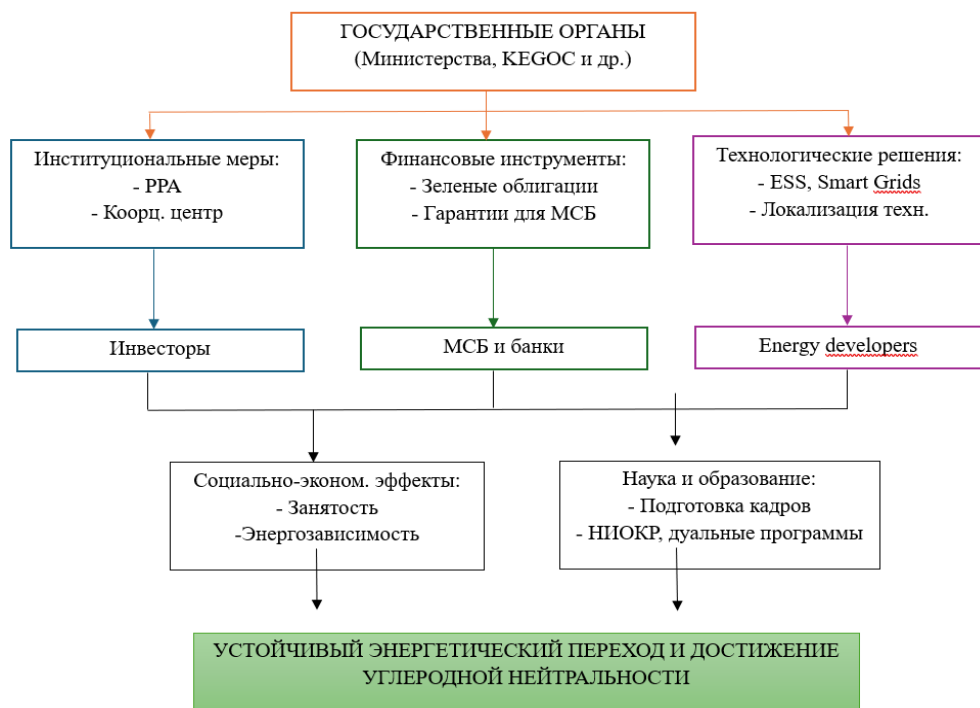 ГОСУДАРСТВЕННЫЕ ОРГАНЫ
(Министерства, KEGOC и др.)
Институциональные меры:
- PPA
- Коорц. центр
Финансовые инструменты:
- Зеленые облигации
- Гарантии для МСБ
Технологические решения:
- ESS, Smart Grids
- Локализация техн.
Инвесторы
МСБ и банки
Energy developers
Социально-эконом. эффекты:
- Занятость
-Энергозависимость
Наука и образование:
- Подготовка кадров
- НИОКР, дуальные программы
УСТОЙЧИВЫЙ ЭНЕРГЕТИЧЕСКИЙ ПЕРЕХОД И ДОСТИЖЕНИЕ
УГЛЕРОДНОЙ НЕЙТРАЛЬНОСТИ